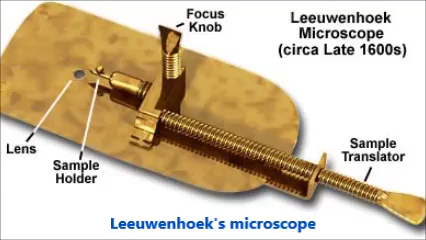 Focus
Knob
Leeuwenhoek
Microscope
(circa Late 1600s)
Lens
Sample
Holder
Sample
Translator
Leeuwenhoek's microscope